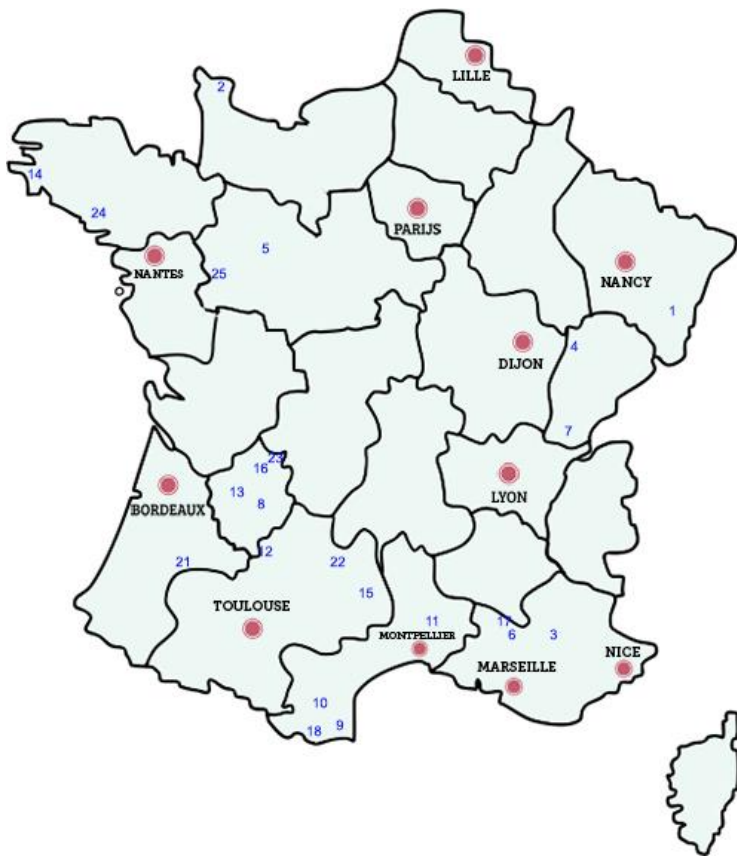 LILLE
2
14
PARIJS
24
5
NANTES
25
NANCY
1
4
DIJON
7
23
16
13
8
BORDEAUX
LYON
12
21
22
15
TOULOUSE
11
MONTPELLIER
17
6
3
NICE
MARSEILLE
10
18
9